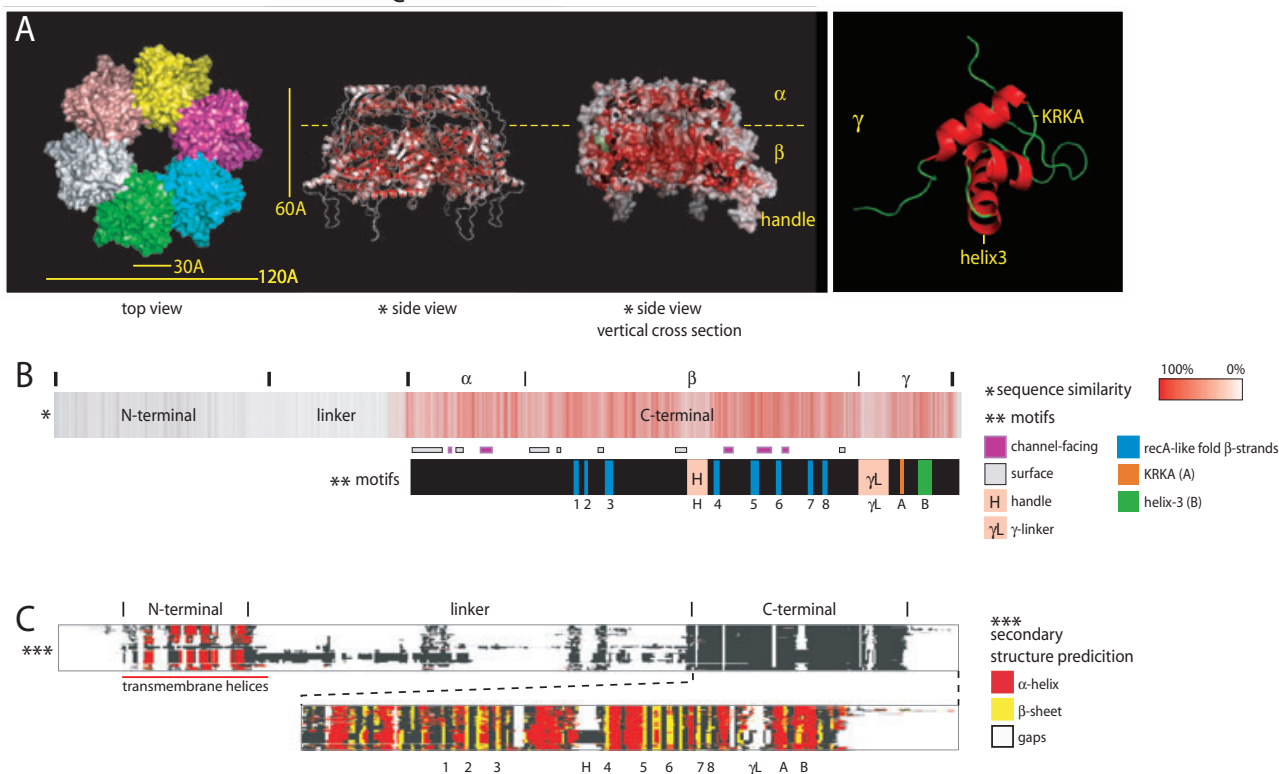 A
α
β
handle
60A
30A
120A
γ
KRKA
helix3
top view
* side view
* side view
vertical cross section
B
α
β
γ
* N-terminal linker C-terminal
** motifs
H γL
1 2 3 H 4 5 6 7 8 γL A B
100% 0%
*sequence similarity
** motifs
channel-facing
surface
H handle
γL γ-linker
recA-like fold β-strands
KRKA (A)
helix-3 (B)
C
N-terminal linker C-terminal
***
transmembrane helices
1 2 3 H 4 5 6 7 8 γL A B
***
secondary
structure predicition
α-helix
β-sheet
gaps